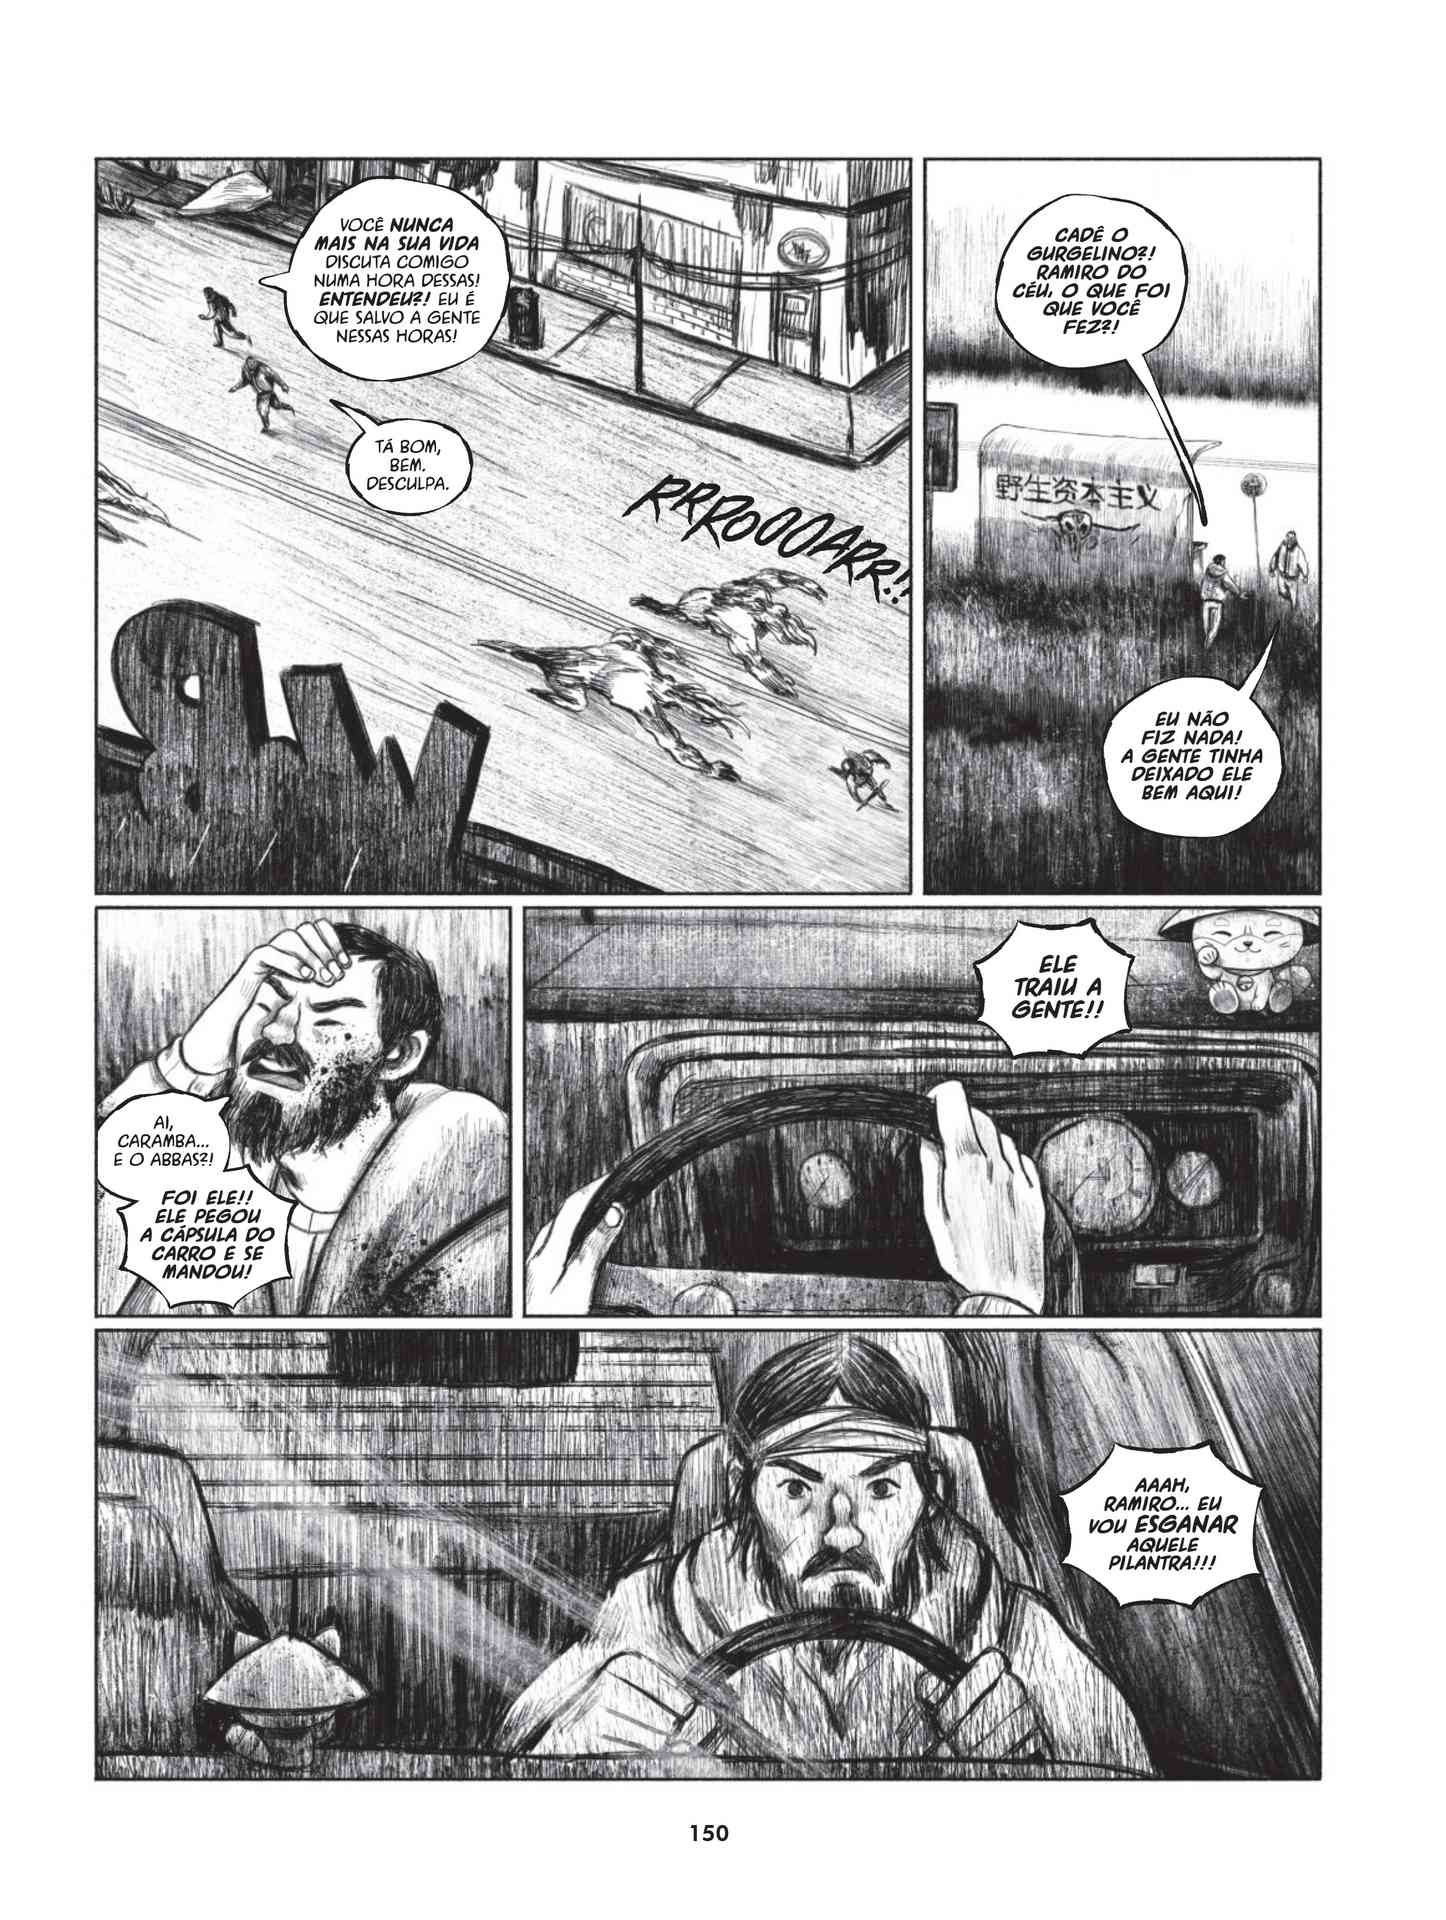 VOCÊ NUNCA
MAIS NA SUA VIDA
DISCUTA COMIGO
NUMA HORA DESSAS!
ENTENDEU?! EU É
QUE SALVO A GENTE
NESSAS HORAS!
TÁ BOM,
BEM.
DESCULPA.
RRROOOOARR!!
CADÊ O
GURGELINO?!
RAMIRO DO
CÉU, O QUE FOI
QUE VOCÊ
FEZ?!
野生资本主义
EU NÃO
FIZ NADA!
A GENTE TINHA
DEIXADO ELE
BEM AQUI!
AI,
CARAMBA...
E O ABBAS?!
FOI ELE!!
ELE PEGOU
A CÁPSULA DO
CARRO E SE
MANDOU!
ELE
TRAIU A
GENTE!!
AAAH,
RAMIRO... EU
VOU ESGANAR
AQUELE
PILANTRA!!!
150